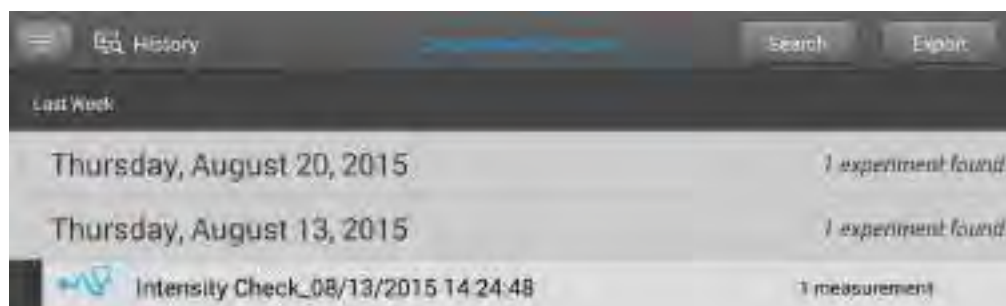 History Search Export
Last Week
Thursday, August 20, 2015 1 experiment found
Thursday, August 13, 2015 1 experiment found
Intensity Check_08/13/2015 14:24:48 1 measurement